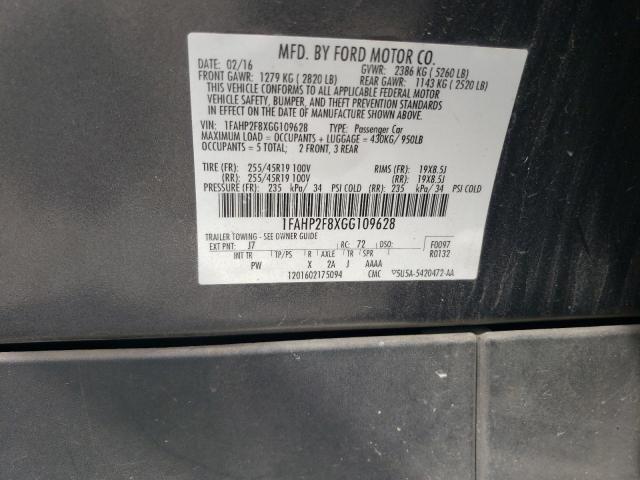 MFD. BY FORD MOTOR CO.
DATE: 02/16 GVWR: 2386 KG ( 5260 LB)
FRONT GAWR: 1279 KG ( 2820 LB) REAR GAWR: 1143 KG ( 2520 LB)
THIS VEHICLE CONFORMS TO ALL APPLICABLE FEDERAL MOTOR
VEHICLE SAFETY, BUMPER, AND THEFT PREVENTION STANDARDS
IN EFFECT ON THE DATE OF MANUFACTURE SHOWN ABOVE.
VIN: 1FAHP2F8XGG109628 TYPE: Passenger Car
MAXIMUM LOAD = OCCUPANTS + LUGGAGE = 430KG/ 950LB
OCCUPANTS = 5 TOTAL; 2 FRONT, 3 REAR
TIRE (FR): 255/45R19 100V RIMS (FR): 19X8.5J
(RR): 255/45R19 100V (RR): 19X8.5J
PRESSURE (FR): 235 kPa/ 34 PSI COLD (RR): 235 kPa/ 34 PSI COLD
1FAHP2F8XGG109628
TRAILER TOWING - SEE OWNER GUIDE
EXT PNT: J7 RC: 72 DSO: F0097
R0132
INT TR TP/PS R AXLE TR SPR
PW X 2A J AAAA
1201602175094 CMC 5U5A-5420472-AA